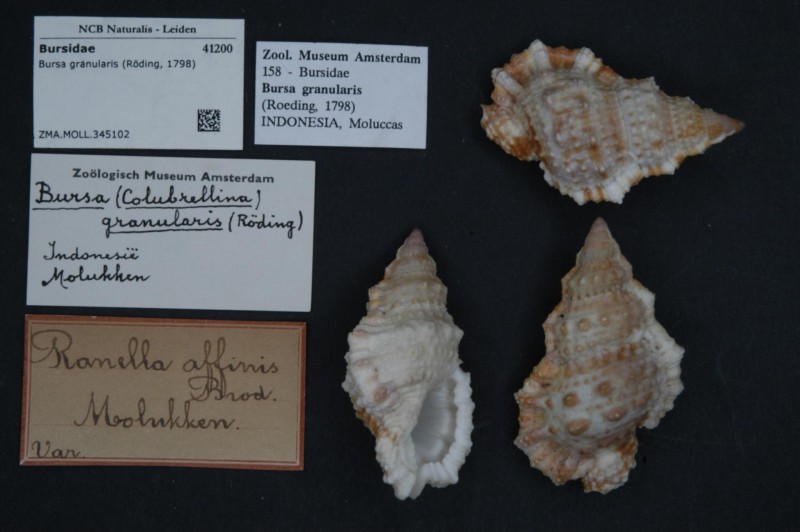 NCB Naturalis - Leiden
Bursidae 41200
Bursa granularis (Röding, 1798)
ZMA.MOLL.345102
Zool. Museum Amsterdam
158 - Bursidae
Bursa granularis
(Roeding, 1798)
INDONESIA, Moluccas
Zoölogisch Museum Amsterdam
Bursa (Colubrellina)
granularis (Röding)
Indonesië
Molukken
Ranella affinis
Brod.
Molukken.
Var.